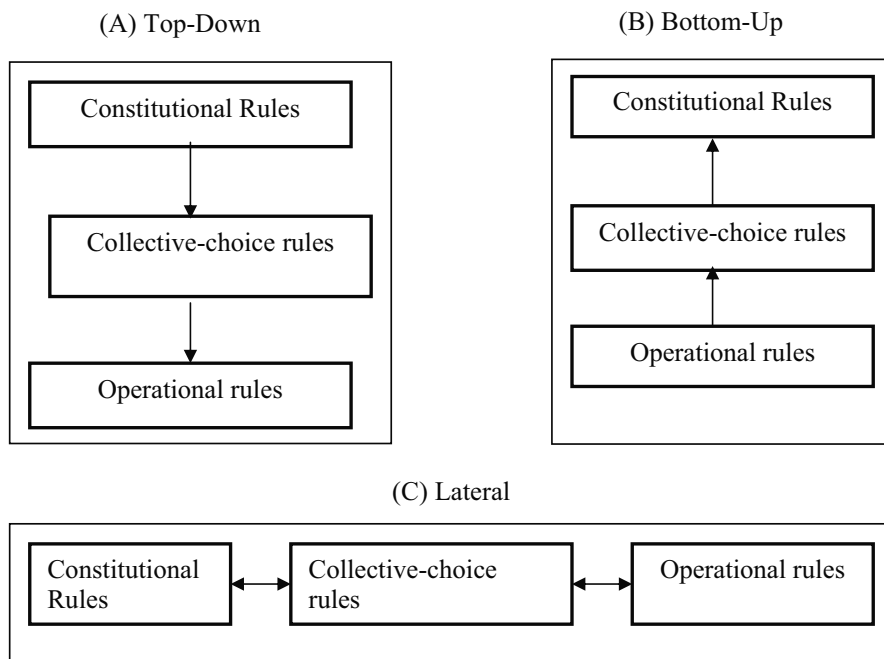 (A) Top-Down
Constitutional Rules
Collective-choice rules
Operational rules
(B) Bottom-Up
Constitutional Rules
Collective-choice rules
Operational rules
(C) Lateral
Constitutional
Rules
Collective-choice
rules
Operational rules